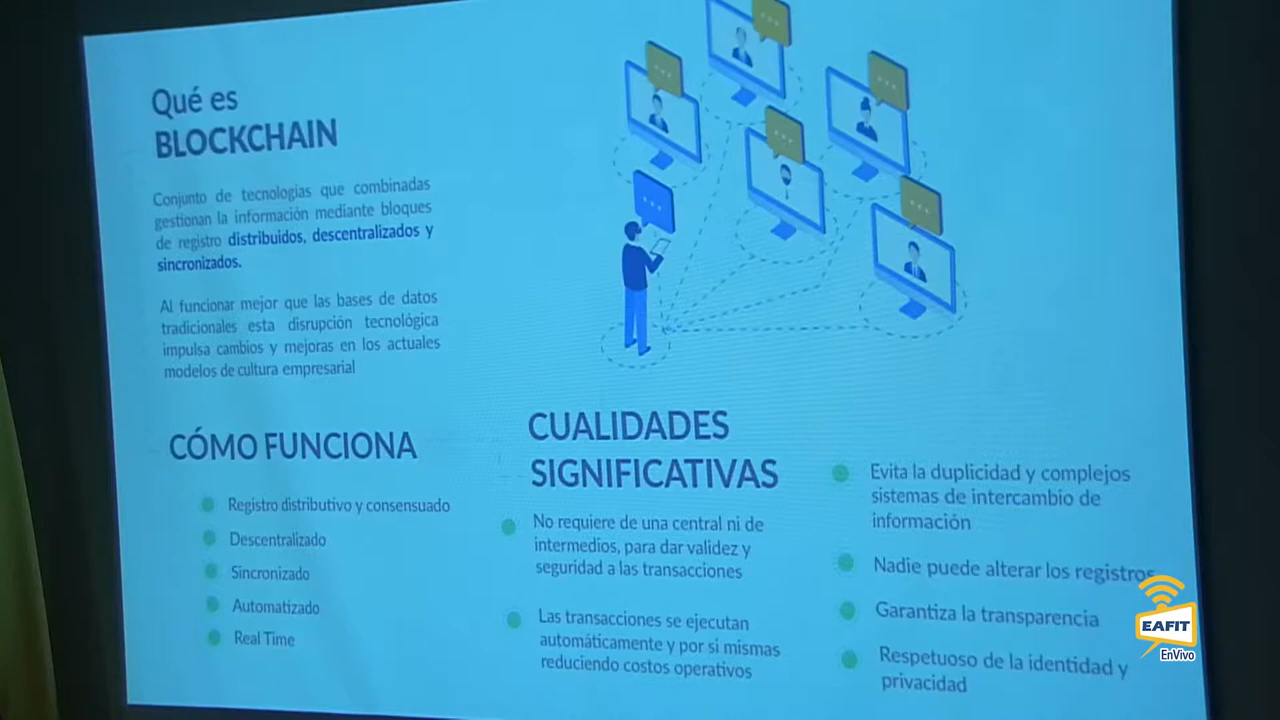 Qué es
BLOCKCHAIN
Conjunto de tecnologías que combinadas
gestionan la información mediante bloques
de registro distribuidos, descentralizados y
sincronizados.
Al funcionar mejor que las bases de datos
tradicionales esta disrupción tecnológica
impulsa cambios y mejoras en los actuales
modelos de cultura empresarial
CÓMO FUNCIONA
Registro distributivo y consensuado
Descentralizado
Sincronizado
Automatizado
Real Time
CUALIDADES
SIGNIFICATIVAS
No requiere de una central ni de
intermedios, para dar validez y
seguridad a las transacciones
Las transacciones se ejecutan
automáticamente y por si mismas
reduciendo costos operativos
Evita la duplicidad y complejos
sistemas de intercambio de
información
Nadie puede alterar los registros
Garantiza la transparencia
Respetuoso de la identidad y
privacidad
EAFIT
EnVivo